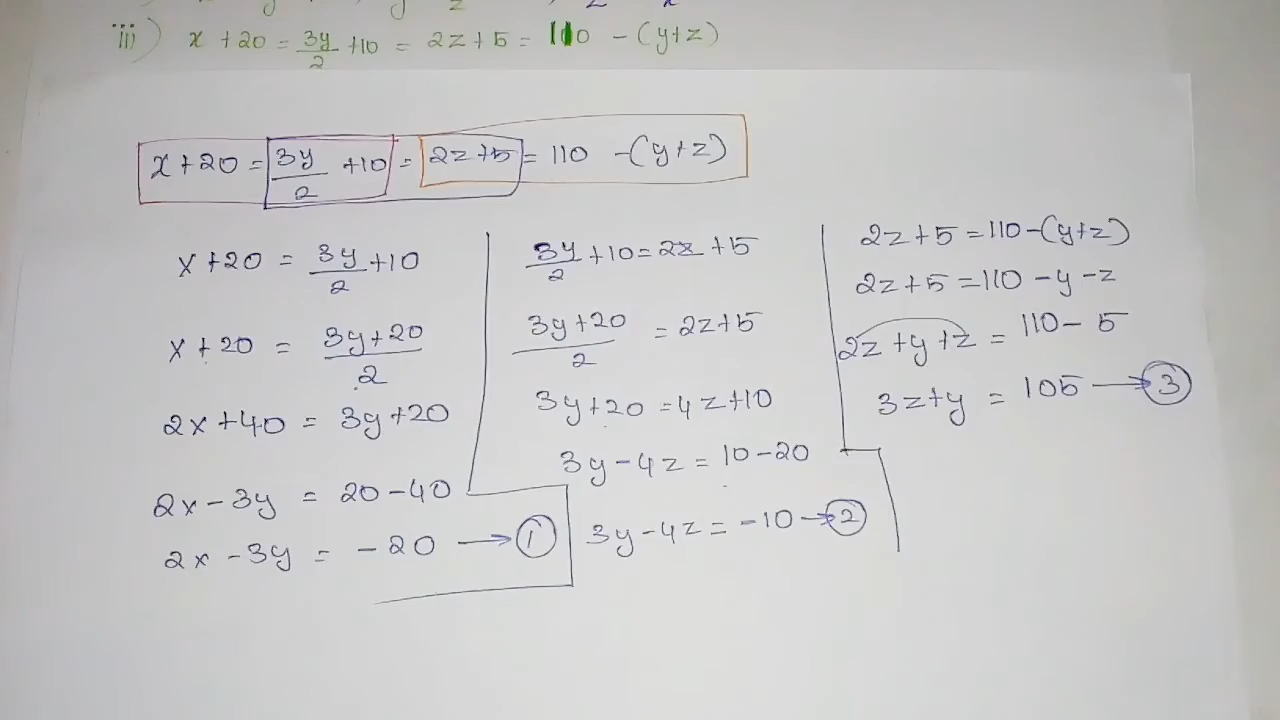 iii) x + 20 = 3y/2 + 10 = 2z + 5 = 110 - (y+z)
x + 20 = 3y/2 + 10 = 2z + 5 = 110 - (y+z)
x + 20 = 3y/2 + 10
x + 20 = 3y+20/2
2x + 40 = 3y + 20
2x - 3y = 20 - 40
2x - 3y = - 20 → ①
3y/2 + 10 = 2z + 5
3y+20/2 = 2z + 5
3y + 20 = 4z + 10
3y - 4z = 10 - 20
3y - 4z = - 10 → ②
2z + 5 = 110 - (y+z)
2z + 5 = 110 - y - z
2z + y + z = 110 - 5
3z + y = 105 → ③